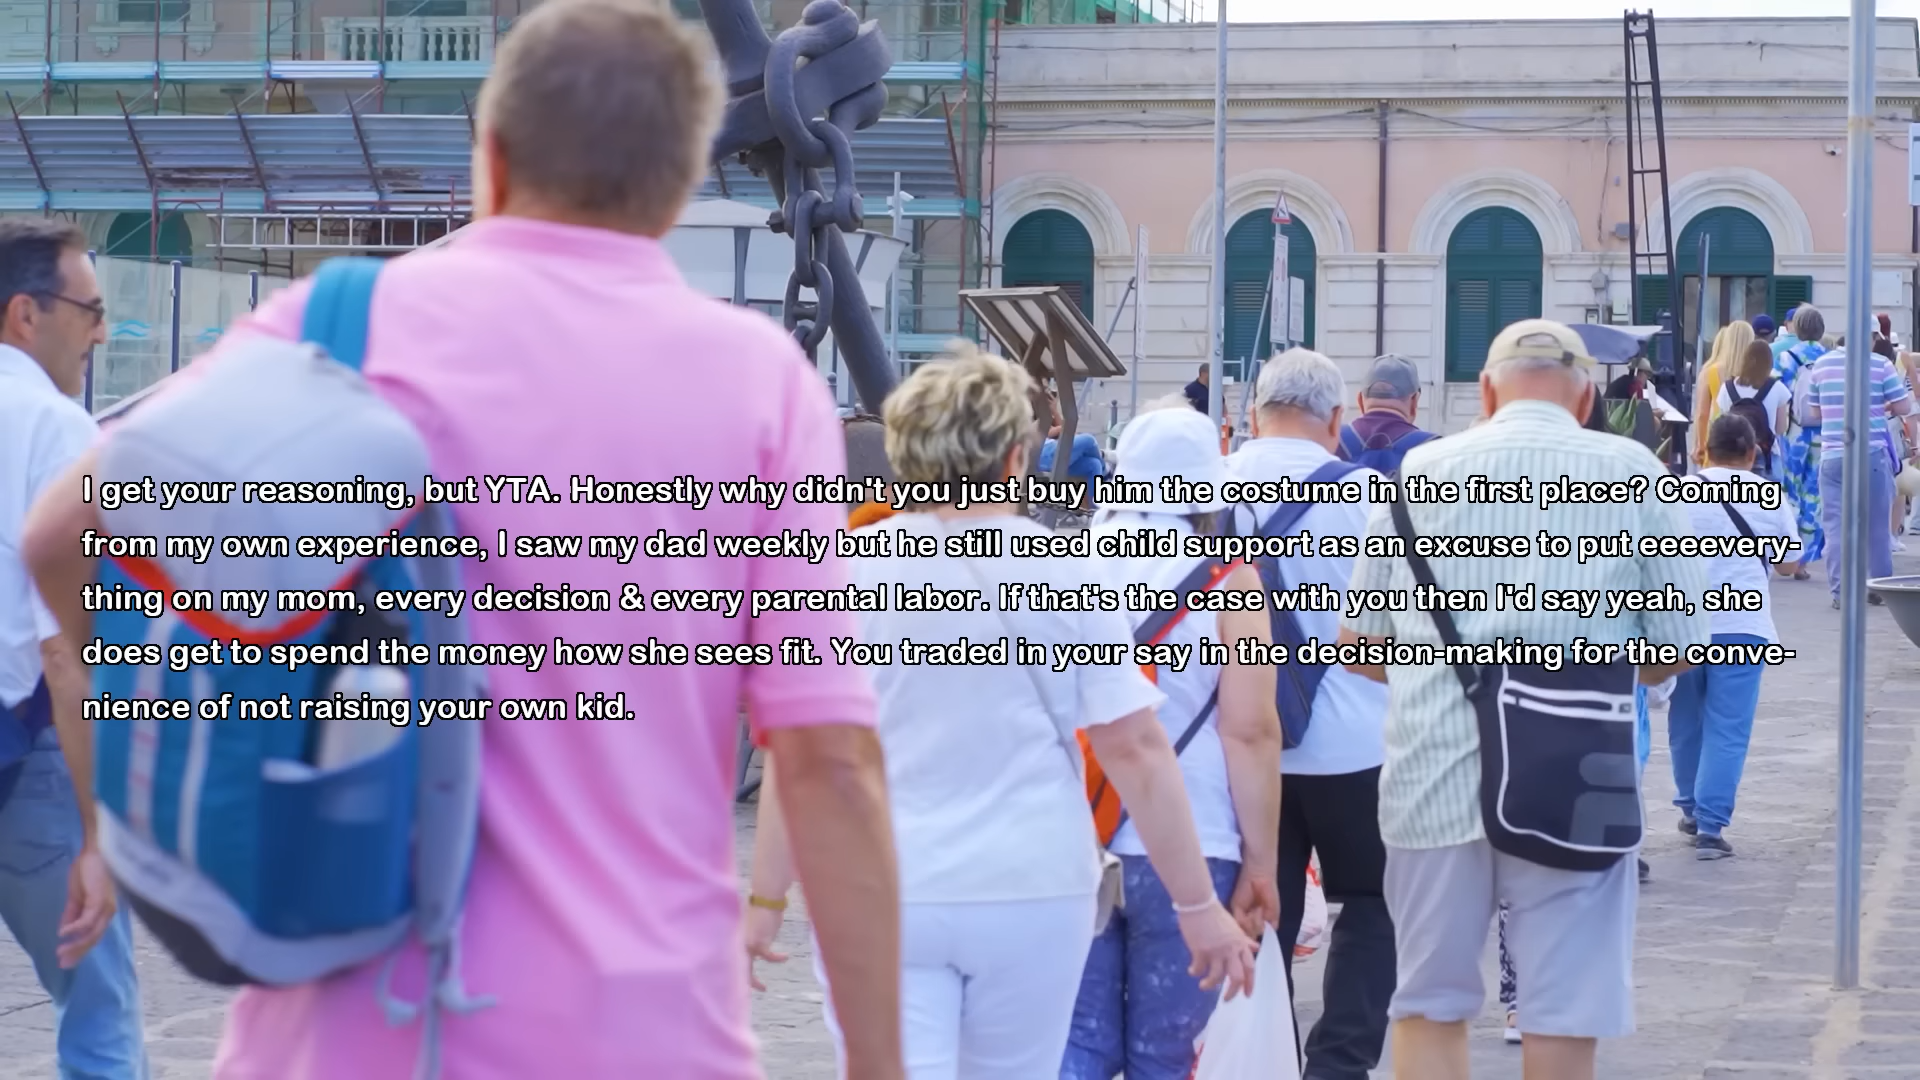 I get your reasoning, but YTA. Honestly why didn't you just buy him the costume in the first place? Coming
from my own experience, I saw my dad weekly but he still used child support as an excuse to put eeeevery-
thing on my mom, every decision & every parental labor. If that's the case with you then I'd say yeah, she
does get to spend the money how she sees fit. You traded in your say in the decision-making for the conve-
nience of not raising your own kid.